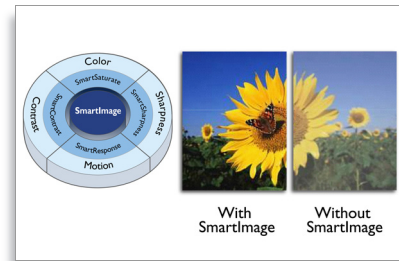 Color
SmartSaturate
Contrast
SmartContrast
SmartImage
SmartSharpness
Sharpness
SmartResponse
Motion
With
SmartImage
Without
SmartImage